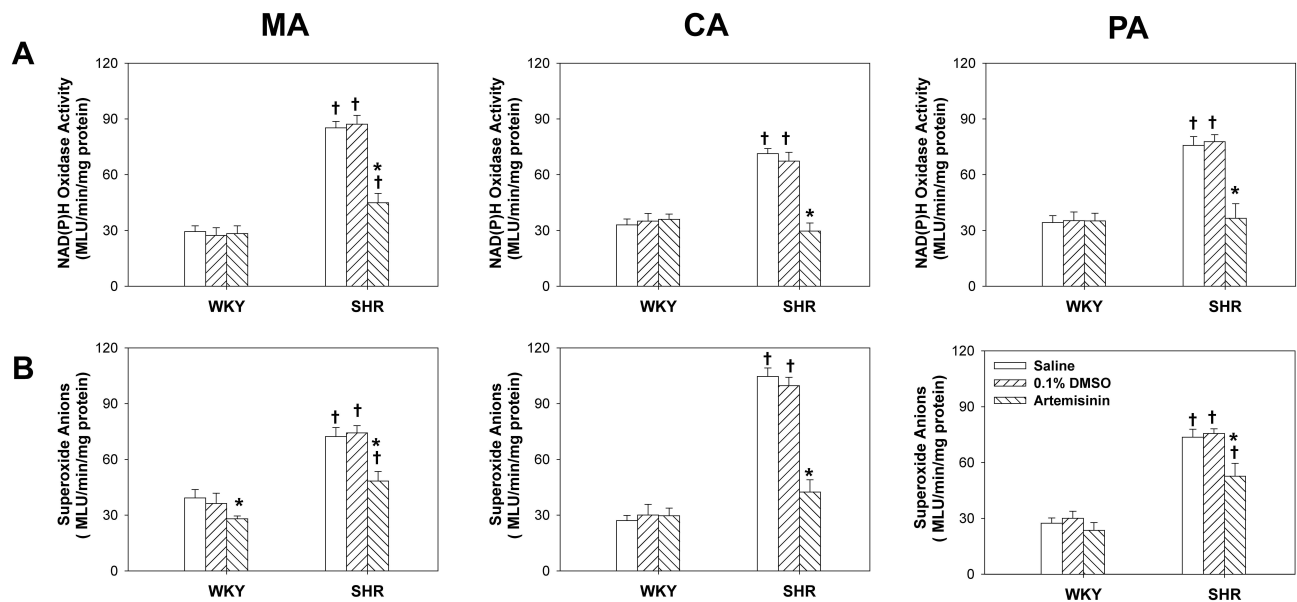 MA
CA
PA
A
NAD(P)H Oxidase Activity
(MLU/min/mg protein)
120
90
60
30
0
† † * †
WKY SHR
NAD(P)H Oxidase Activity
(MLU/min/mg protein)
120
90
60
30
0
† † *
WKY SHR
NAD(P)H Oxidase Activity
(MLU/min/mg protein)
120
90
60
30
0
† † *
WKY SHR
B
Superoxide Anions
( MLU/min/mg protein)
120
90
60
30
0
* † † * †
WKY SHR
Superoxide Anions
( MLU/min/mg protein)
120
90
60
30
0
† † *
WKY SHR
Superoxide Anions
( MLU/min/mg protein)
120
90
60
30
0
Saline
0.1% DMSO
Artemisinin
† † * †
WKY SHR